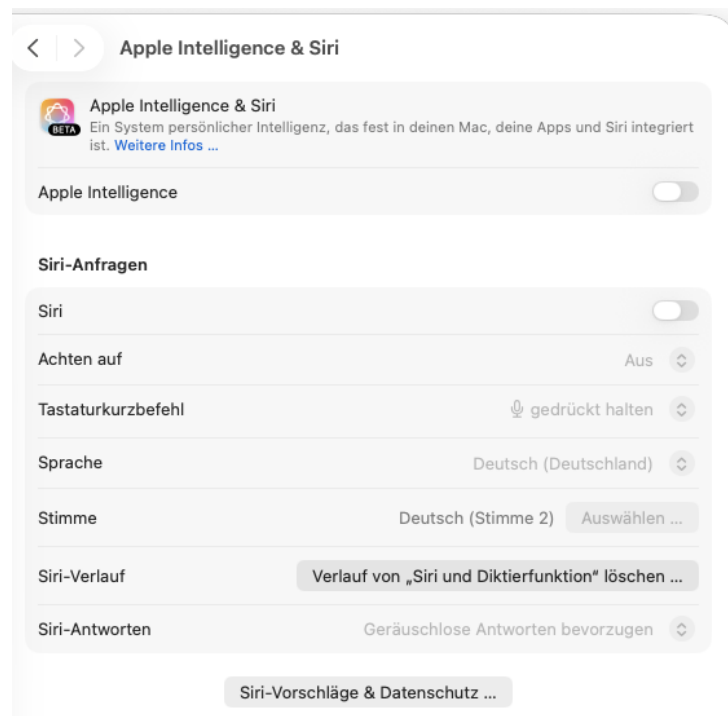 Apple Intelligence & Siri
Apple Intelligence & Siri
BETA
Ein System persönlicher Intelligenz, das fest in deinen Mac, deine Apps und Siri integriert
ist. Weitere Infos ...
Apple Intelligence
Siri-Anfragen
Siri
Achten auf Aus
Tastaturkurzbefehl gedrückt halten
Sprache Deutsch (Deutschland)
Stimme Deutsch (Stimme 2) Auswählen ...
Siri-Verlauf Verlauf von „Siri und Diktierfunktion“ löschen ...
Siri-Antworten Geräuschlose Antworten bevorzugen
Siri-Vorschläge & Datenschutz ...